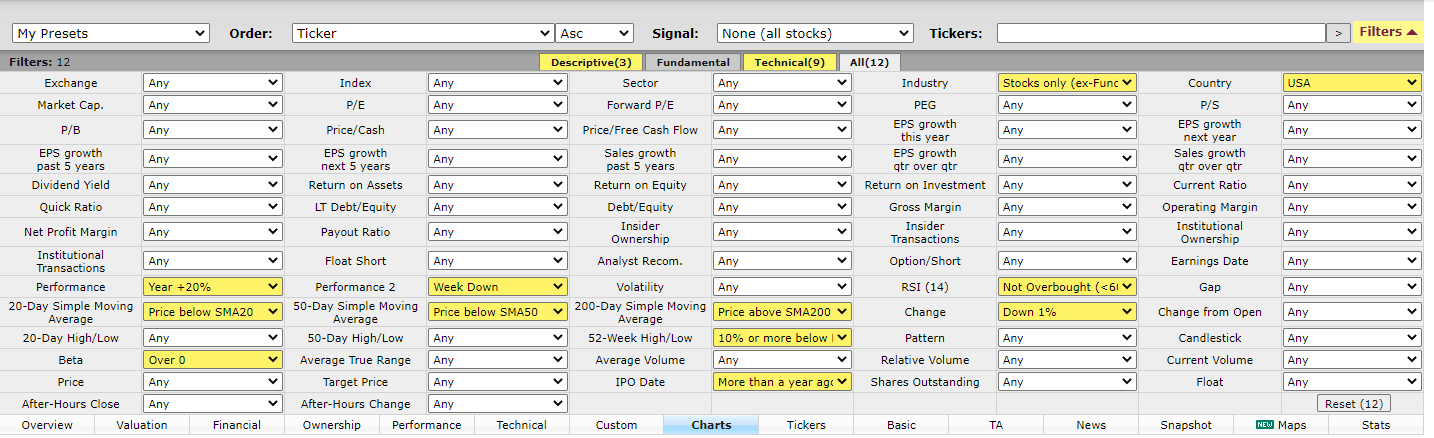 My Presets Order: Ticker Asc Signal: None (all stocks) Tickers: > Filters
Filters: 12 Descriptive(3) Fundamental Technical(9) All(12)
Exchange Any Index Any Sector Any Industry Stocks only (ex-Func Country USA
Market Cap. Any P/E Any Forward P/E Any PEG Any P/S Any
P/B Any Price/Cash Any Price/Free Cash Flow Any EPS growth this year Any EPS growth next year Any
EPS growth past 5 years Any EPS growth next 5 years Any Sales growth past 5 years Any EPS growth qtr over qtr Any Sales growth qtr over qtr Any
Dividend Yield Any Return on Assets Any Return on Equity Any Return on Investment Any Current Ratio Any
Quick Ratio Any LT Debt/Equity Any Debt/Equity Any Gross Margin Any Operating Margin Any
Net Profit Margin Any Payout Ratio Any Insider Ownership Any Insider Transactions Any Institutional Ownership Any
Institutional Transactions Any Float Short Any Analyst Recom. Any Option/Short Any Earnings Date Any
Performance Year +20% Performance 2 Week Down Volatility Any RSI (14) Not Overbought (<6 Gap Any
20-Day Simple Moving Average Price below SMA20 50-Day Simple Moving Average Price below SMA50 200-Day Simple Moving Average Price above SMA200 Change Down 1% Change from Open Any
20-Day High/Low Any 50-Day High/Low Any 52-Week High/Low 10% or more below Pattern Any Candlestick Any
Beta Over 0 Average True Range Any Average Volume Any Relative Volume Any Current Volume Any
Price Any Target Price Any IPO Date More than a year ago Shares Outstanding Any Float Any
After-Hours Close Any After-Hours Change Any Reset (12)
Overview Valuation Financial Ownership Performance Technical Custom Charts Tickers Basic TA News Snapshot NEW Maps Stats